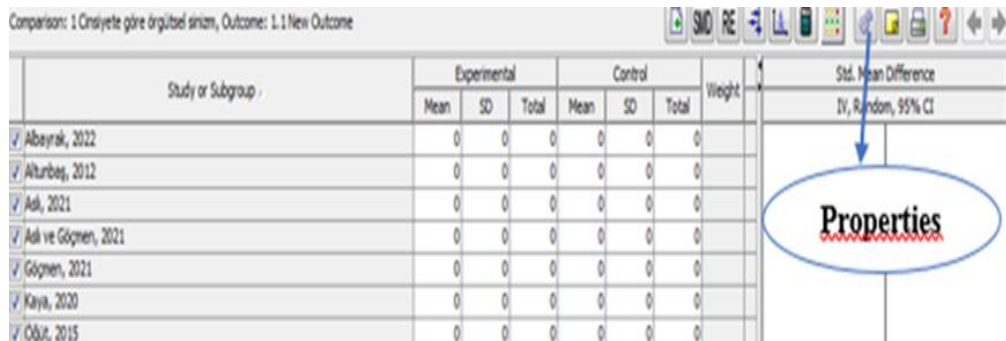 Comparison: 1 Cinsiyete göre örgütsel sinizm, Outcome: 1.1 New Outcome
SMD RE ?
Study or Subgroup Experimental Control Weight Std. Mean Difference
Mean SD Total Mean SD Total IV, Random, 95% CI
Albayrak, 2022 0 0 0 0 0 0
Altunbaş, 2012 0 0 0 0 0 0
Aslı, 2021 0 0 0 0 0 0
Aslı ve Göçmen, 2021 0 0 0 0 0 0
Göçmen, 2021 0 0 0 0 0 0
Kaya, 2020 0 0 0 0 0 0
Öğüt, 2015 0 0 0 0 0 0
Properties